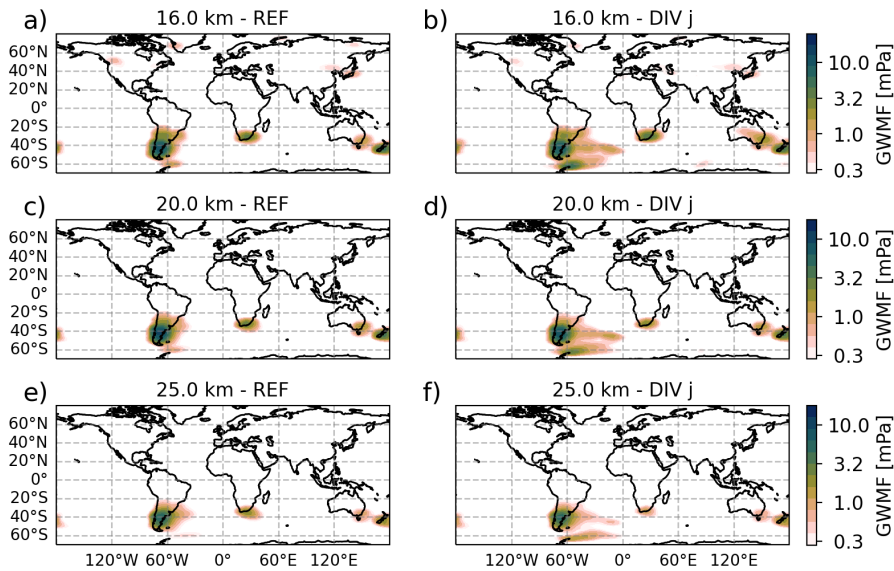 a) 16.0 km - REF
b) 16.0 km - DIV j
60°N
40°N
20°N
0°
20°S
40°S
60°S
10.0
3.2
1.0
0.3
GWMF [mPa]
c) 20.0 km - REF
d) 20.0 km - DIV j
60°N
40°N
20°N
0°
20°S
40°S
60°S
10.0
3.2
1.0
0.3
GWMF [mPa]
e) 25.0 km - REF
f) 25.0 km - DIV j
60°N
40°N
20°N
0°
20°S
40°S
60°S
10.0
3.2
1.0
0.3
GWMF [mPa]
120°W 60°W 0° 60°E 120°E
120°W 60°W 0° 60°E 120°E